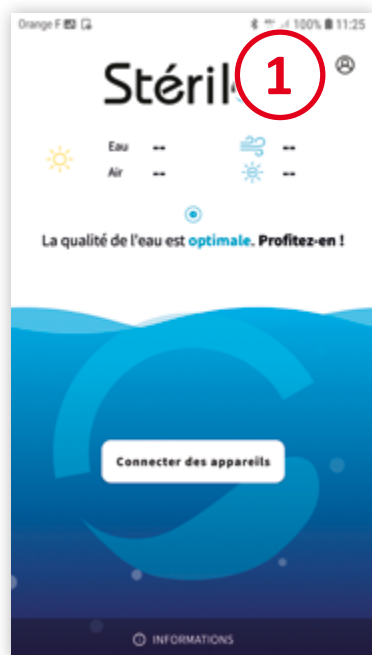 Orange F 100% 11:25
Stéril
1
Eau -- --
Air -- --
La qualité de l'eau est optimale. Profitez-en !
Connecter des appareils
INFORMATIONS